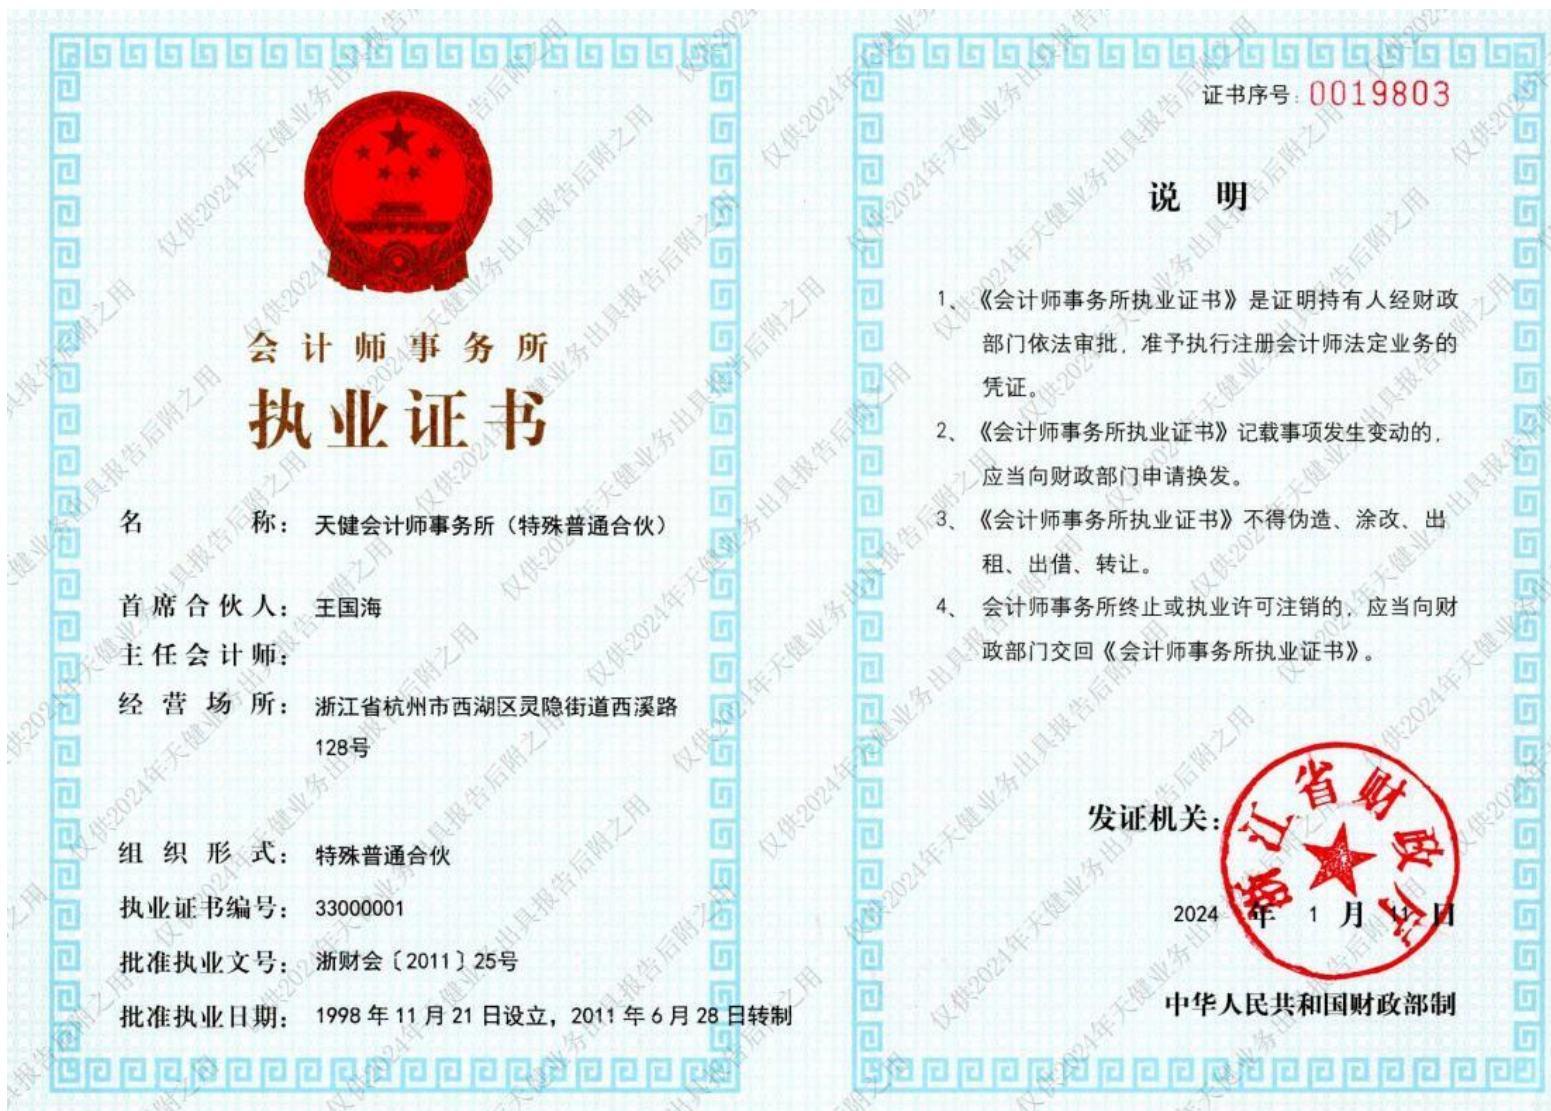 会计师事务所
执业证书
名 称： 天健会计师事务所（特殊普通合伙）
首席合伙人： 王国海
主任会计师：
经营场所： 浙江省杭州市西湖区灵隐街道西溪路
128号
组织形式： 特殊普通合伙
执业证书编号： 33000001
批准执业文号： 浙财会〔2011〕25号
批准执业日期： 1998年11月21日设立，2011年6月28日转制
证书序号：0019803
说 明
1、《会计师事务所执业证书》是证明持有人经财政
部门依法审批，准予执行注册会计师法定业务的
凭证。
2、《会计师事务所执业证书》记载事项发生变动的，
应当向财政部门申请换发。
3、《会计师事务所执业证书》不得伪造、涂改、出
租、出借、转让。
4、会计师事务所终止或执业许可注销的，应当向财
政部门交回《会计师事务所执业证书》。
发证机关：
浙江省财政厅
2024 年 1 月 11 日
中华人民共和国财政部制
仅供2024年天健业务出具报告后附之用